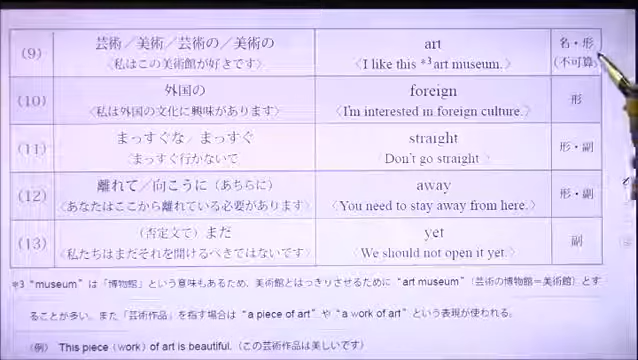 (9) 芸術／美術／芸術の／美術の art 名・形
〈私はこの美術館が好きです〉 〈I like this *3 art museum.〉 (不可算)
(10) 外国の foreign 形
〈私は外国の文化に興味があります〉 〈I'm interested in foreign culture.〉
(11) まっすぐな／まっすぐ straight 形・副
〈まっすぐ行かないで 〈Don't go straight 〉
(12) 離れて／向こうに（あちらに） away 形・副
〈あなたはここから離れている必要があります〉 〈You need to stay away from here.〉
(13) （否定文で）まだ yet 副
〈私たちはまだそれを開けるべきではないです〉 〈We should not open it yet.〉
*3 "museum" は「博物館」という意味もあるため、美術館とはっきりさせるために "art museum"（芸術の博物館＝美術館）とす
ることが多い。また「芸術作品」を指す場合は "a piece of art" や "a work of art" という表現が使われる。
（例） This piece (work) of art is beautiful.（この芸術作品は美しいです）